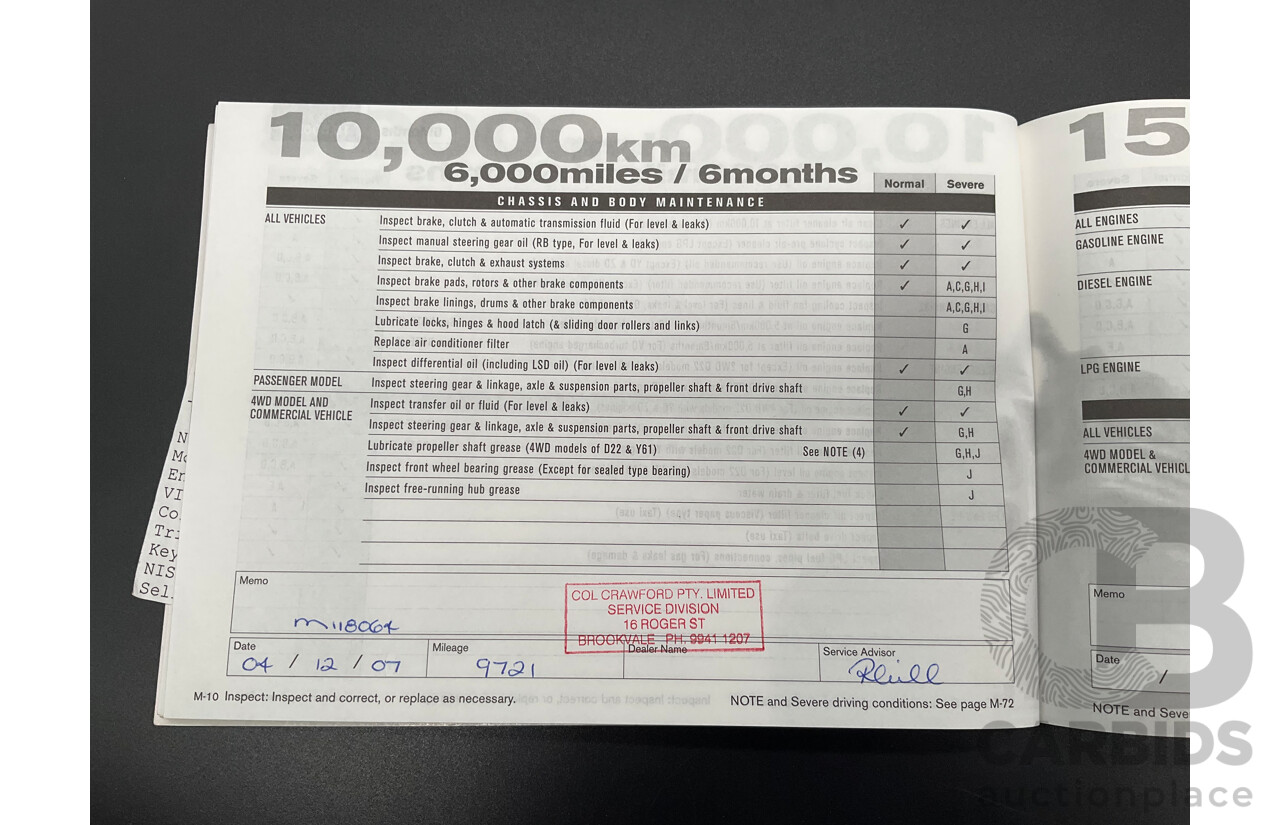 10,000km
6,000miles / 6months
Normal Severe
CHASSIS AND BODY MAINTENANCE
ALL VEHICLES Inspect brake, clutch & automatic transmission fluid (For level & leaks) ✓ ✓
Inspect manual steering gear oil (RB type, For level & leaks) ✓ ✓
Inspect brake, clutch & exhaust systems ✓ ✓
Inspect brake pads, rotors & other brake components ✓ A,C,G,H,I
Inspect brake linings, drums & other brake components A,C,G,H,I
Lubricate locks, hinges & hood latch (& sliding door rollers and links) G
Replace air conditioner filter A
Inspect differential oil (including LSD oil) (For level & leaks) ✓ ✓
PASSENGER MODEL Inspect steering gear & linkage, axle & suspension parts, propeller shaft & front drive shaft G,H
4WD MODEL AND Inspect transfer oil or fluid (For level & leaks) ✓ ✓
COMMERCIAL VEHICLE Inspect steering gear & linkage, axle & suspension parts, propeller shaft & front drive shaft ✓ G,H
Lubricate propeller shaft grease (4WD models of D22 & Y61) See NOTE (4) G,H,J
Inspect front wheel bearing grease (Except for sealed type bearing) J
Inspect free-running hub grease J
Memo
M118064
COL CRAWFORD PTY. LIMITED
SERVICE DIVISION
16 ROGER ST
BROOKVALE PH. 9941 1207
Date 04 / 12 / 07
Mileage 9721
Dealer Name
Service Advisor
M-10 Inspect: Inspect and correct, or replace as necessary.
NOTE and Severe driving conditions: See page M-72
15
ALL ENGINES
GASOLINE ENGINE
DIESEL ENGINE
LPG ENGINE
ALL VEHICLES
4WD MODEL &
COMMERCIAL VEHICL
Memo
Date /
NOTE and Seve
Key
NIS
Sel
CB
CARBIDS
auctionplace